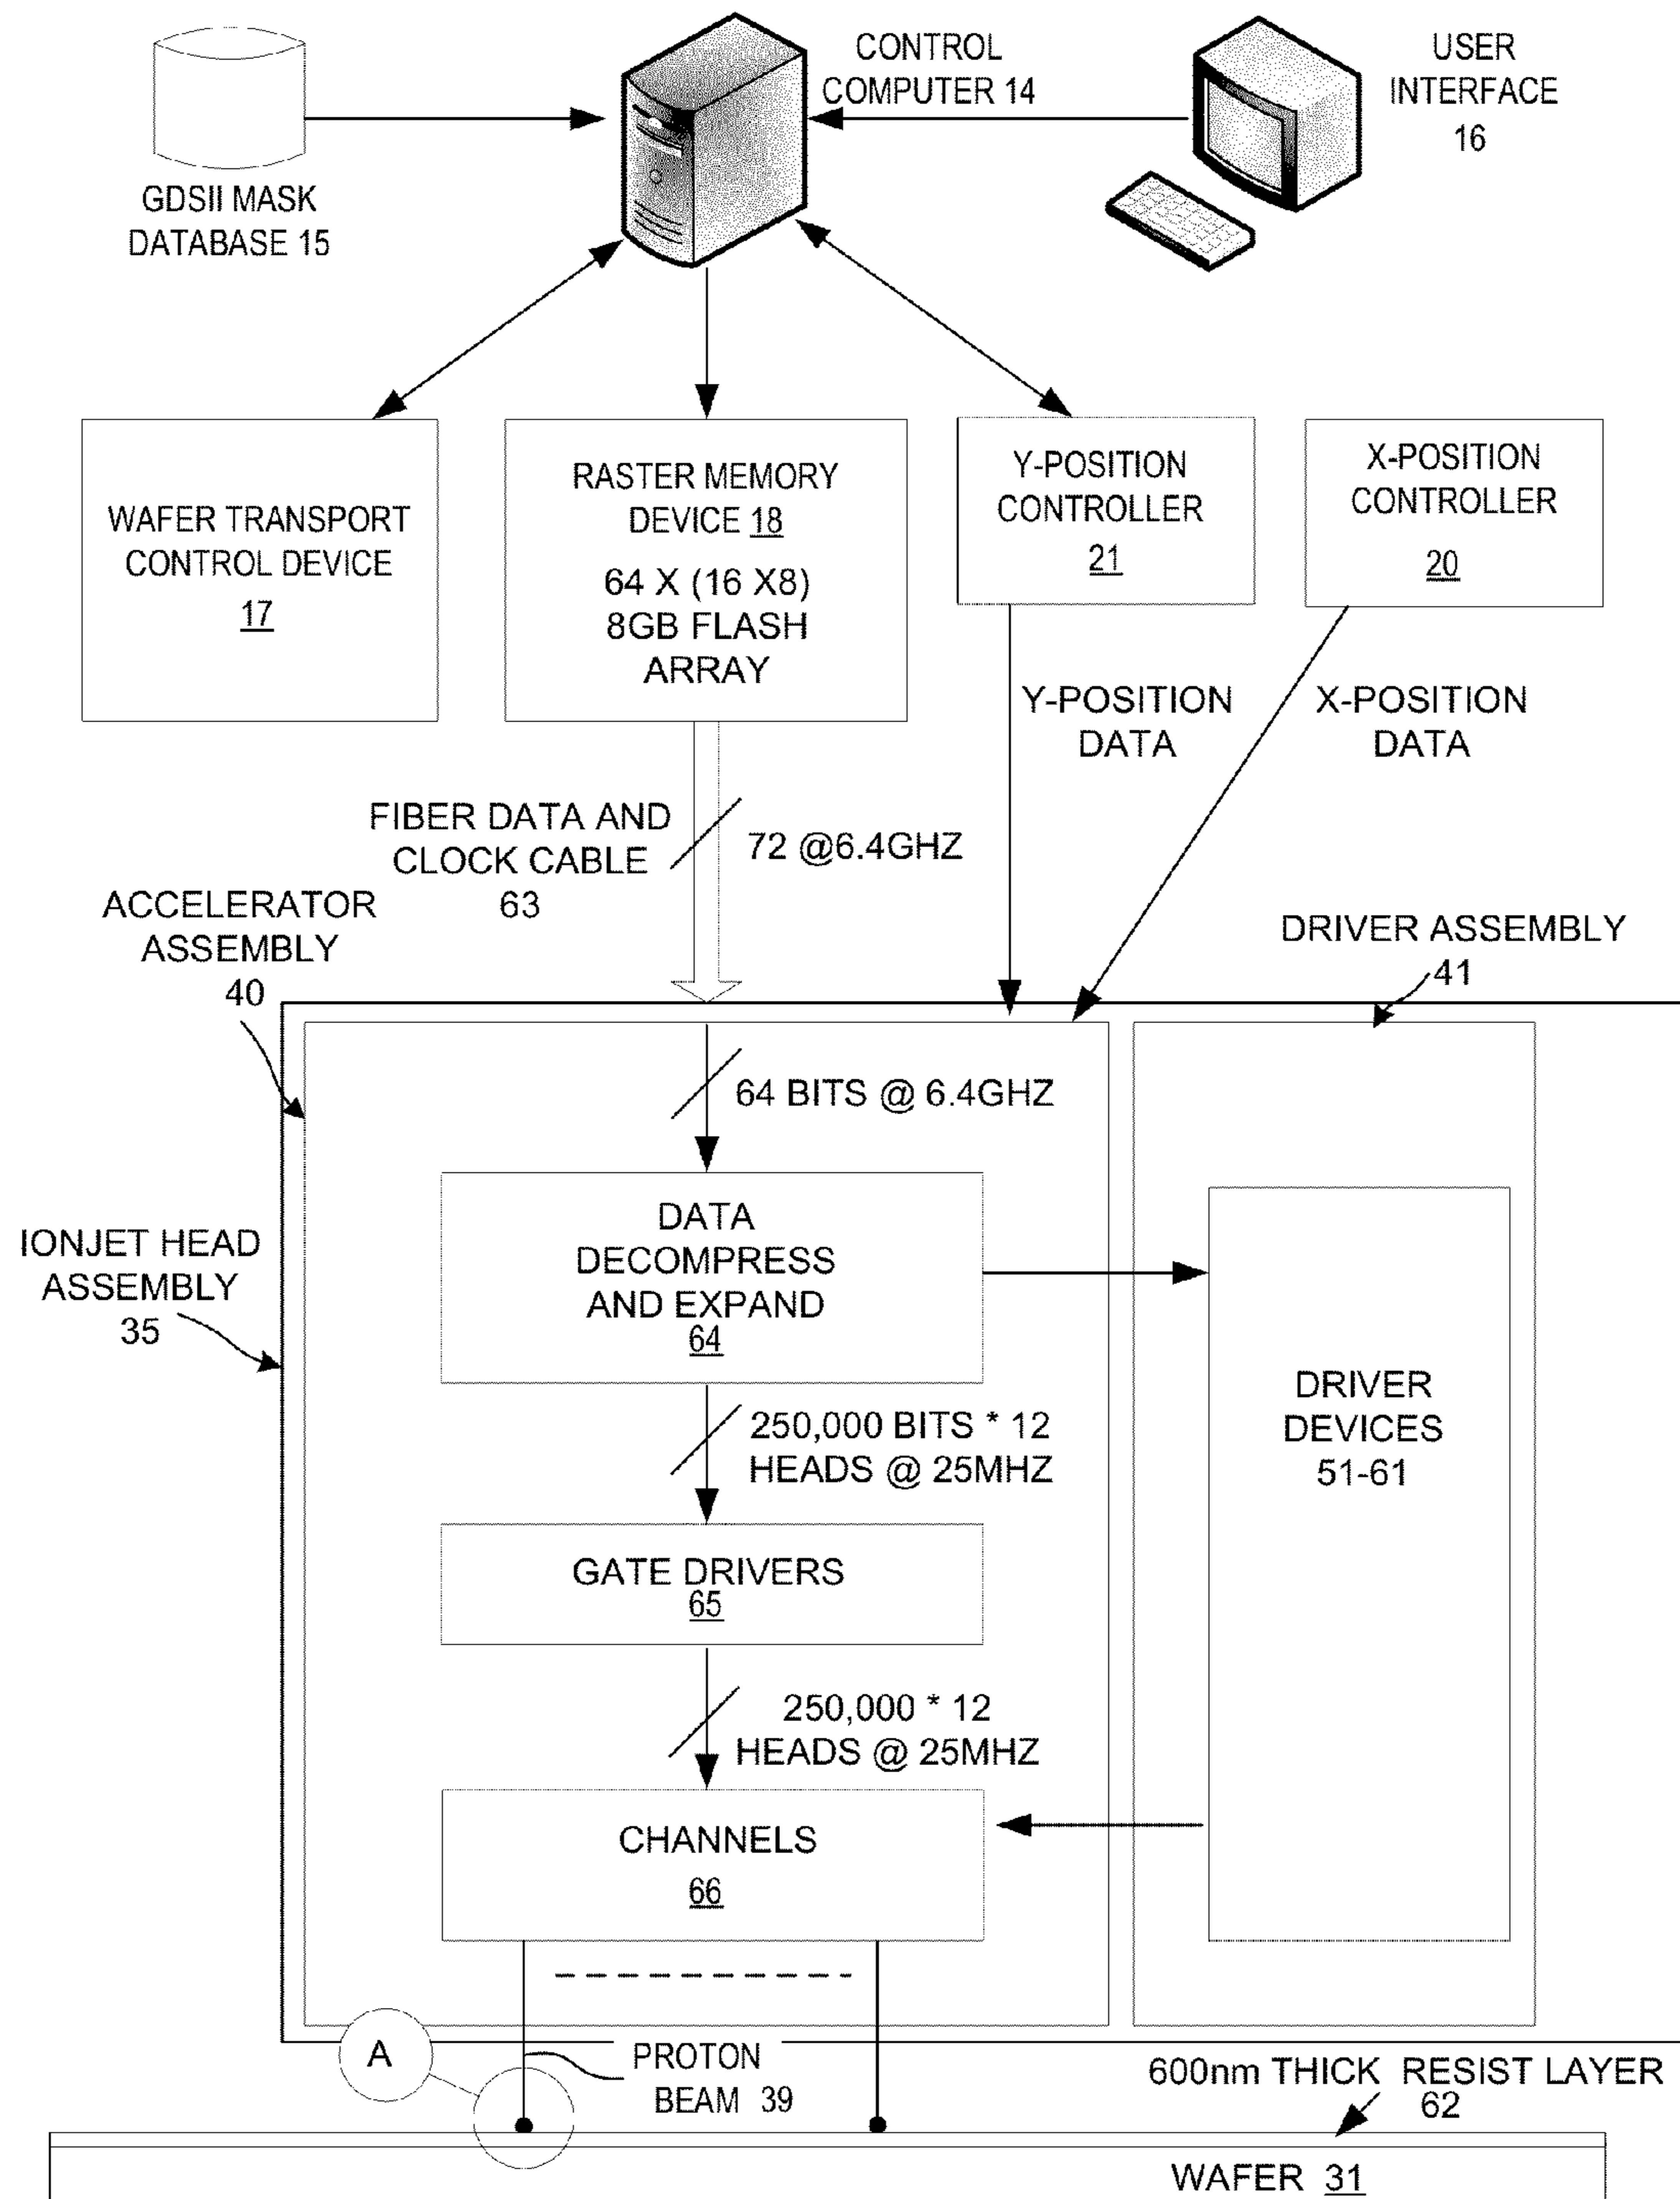 CONTROL
COMPUTER 14
USER
INTERFACE
16
GDSII MASK
DATABASE 15
WAFER TRANSPORT
CONTROL DEVICE
17
RASTER MEMORY
DEVICE 18
64 X (16 X8)
8GB FLASH
ARRAY
Y-POSITION
CONTROLLER
21
X-POSITION
CONTROLLER
20
Y-POSITION
DATA
X-POSITION
DATA
FIBER DATA AND
CLOCK CABLE
63
72 @6.4GHZ
ACCELERATOR
ASSEMBLY
40
DRIVER ASSEMBLY
41
64 BITS @ 6.4GHZ
DATA
DECOMPRESS
AND EXPAND
64
IONJET HEAD
ASSEMBLY
35
DRIVER
DEVICES
51-61
250,000 BITS * 12
HEADS @ 25MHZ
GATE DRIVERS
65
250,000 * 12
HEADS @ 25MHZ
CHANNELS
66
A
PROTON
BEAM 39
600nm THICK RESIST LAYER
62
WAFER 31